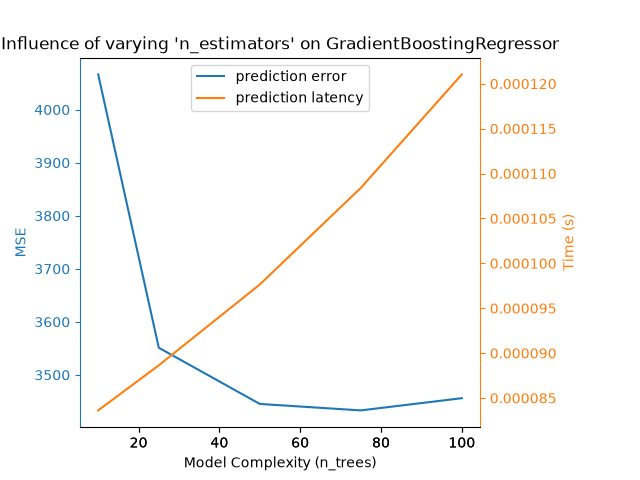 Influence of varying 'n_estimators' on GradientBoostingRegressor
prediction error
prediction latency
4000
3900
3800
3700
3600
3500
MSE
0.000120
0.000115
0.000110
0.000105
0.000100
0.000095
0.000090
0.000085
Time (s)
20 40 60 80 100
Model Complexity (n_trees)